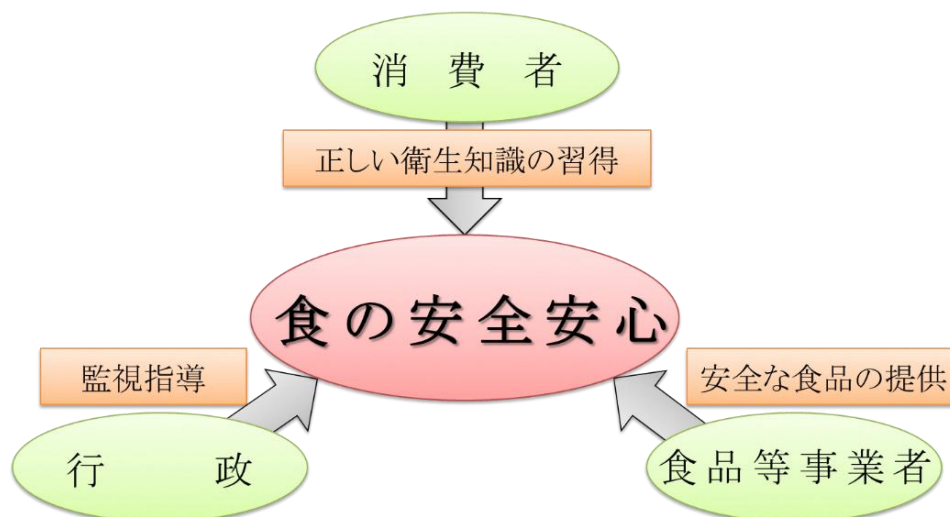 消費者
正しい衛生知識の習得
食の安全安心
監視指導
安全な食品の提供
行政
食品等事業者